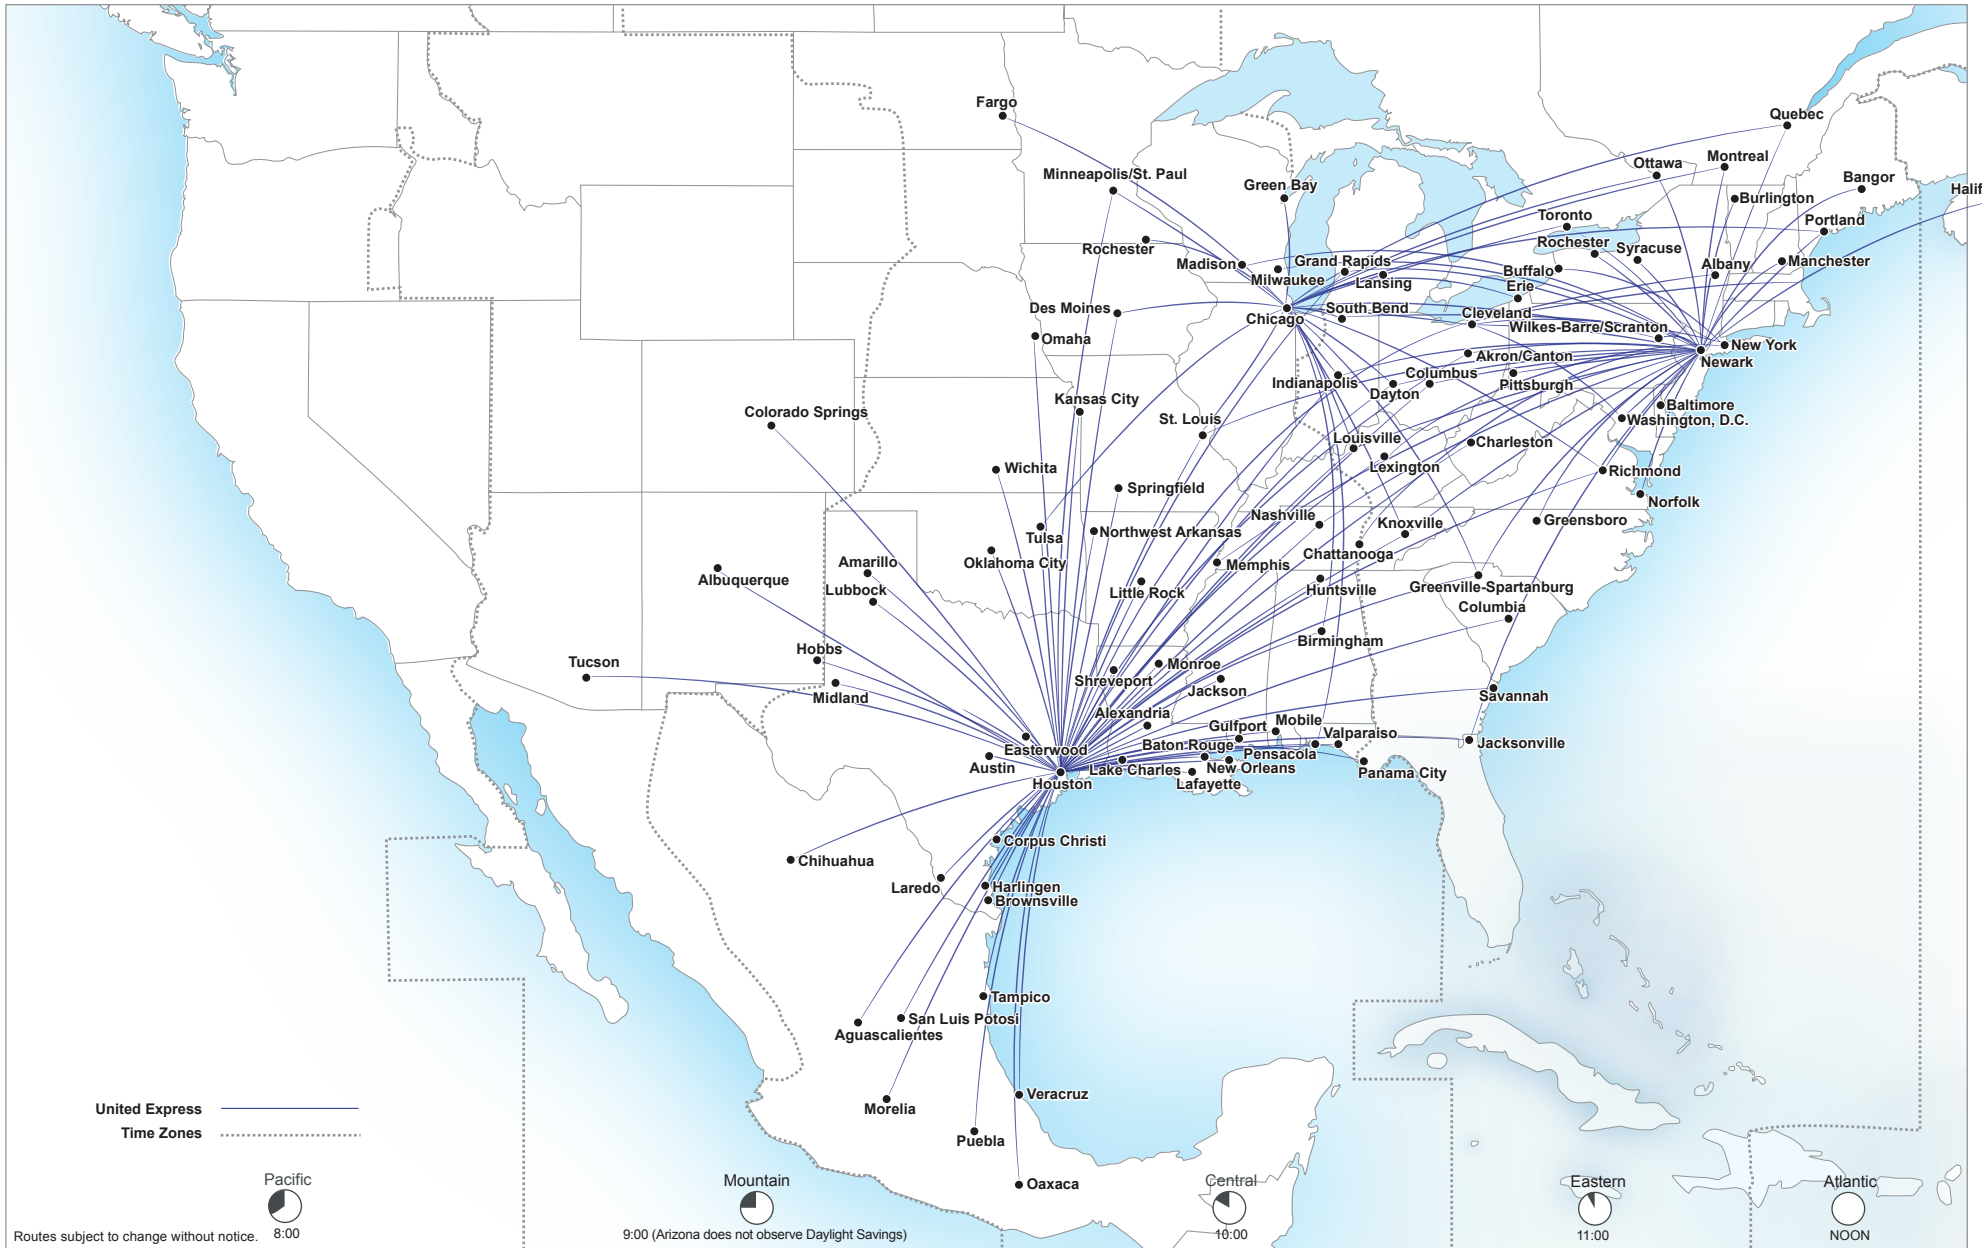 Fargo
Quebec
Minneapolis/St. Paul
Green Bay
Ottawa
Montreal
Bangor
Burlington
Halif
Toronto
Portland
Rochester
Rochester
Syracuse
Madison
Grand Rapids
Milwaukee
Lansing
Buffalo
Erie
Albany
Manchester
Des Moines
Chicago
South Bend
Cleveland
Wilkes-Barre/Scranton
Omaha
New York
Newark
Akron/Canton
Indianapolis
Columbus
Dayton
Pittsburgh
Kansas City
Colorado Springs
St. Louis
Baltimore
Washington, D.C.
Louisville
Charleston
Lexington
Wichita
Richmond
Springfield
Norfolk
Nashville
Knoxville
Greensboro
Tulsa
Northwest Arkansas
Chattanooga
Oklahoma City
Memphis
Amarillo
Albuquerque
Lubbock
Little Rock
Huntsville
Greenville-Spartanburg
Columbia
Birmingham
Hobbs
Tucson
Monroe
Shreveport
Jackson
Midland
Savannah
Alexandria
Gulfport
Mobile
Valparaiso
Easterwood
Baton Rouge
Pensacola
Jacksonville
Austin
Lake Charles
New Orleans
Panama City
Houston
Lafayette
Corpus Christi
Chihuahua
Laredo
Harlingen
Brownsville
Tampico
San Luis Potosi
Aguascalientes
Veracruz
Morelia
Puebla
Oaxaca
United Express
Time Zones
Pacific
Mountain
Central
Eastern
Atlantic
Routes subject to change without notice.
8:00
9:00 (Arizona does not observe Daylight Savings)
10:00
11:00
NOON